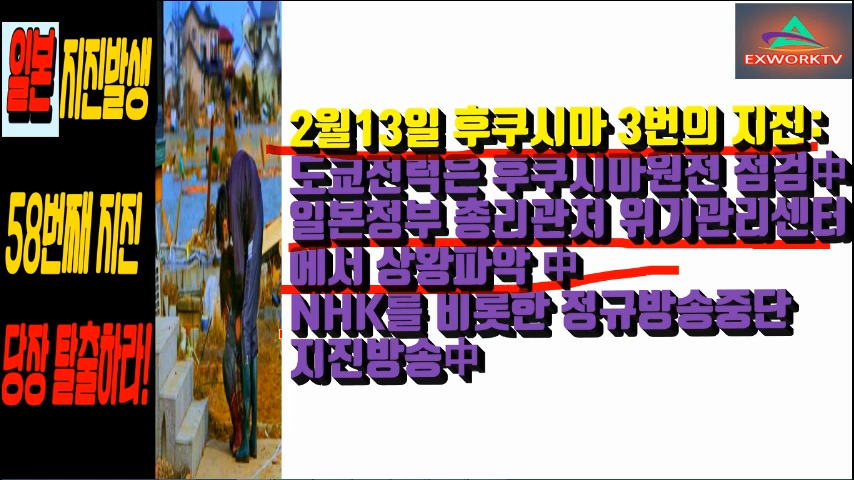 일본 지진발생
58번째 지진
당장 탈출하라!
EXWORKTV
2월13일 후쿠시마 3번의 지진:
도쿄전력은 후쿠시마원전 점검中
일본정부 총리관저 위기관리센터
에서 상황파악 中
NHK를 비롯한 정규방송중단
지진방송中